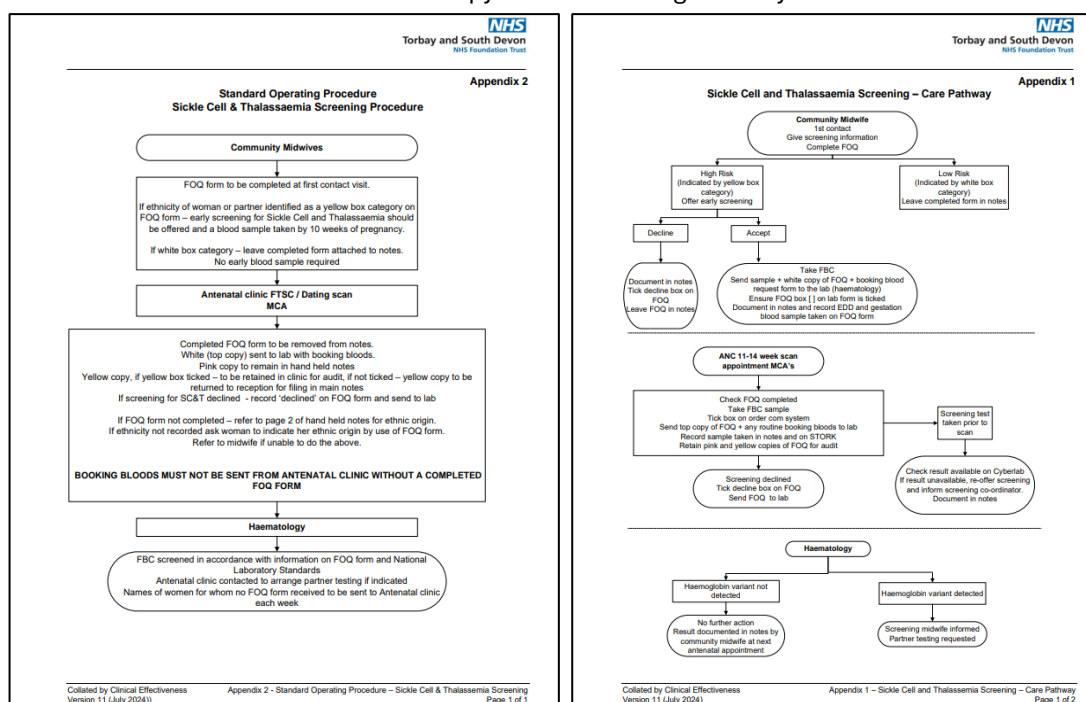 NHS
Torbay and South Devon
NHS Foundation Trust
Appendix 2
Standard Operating Procedure
Sickle Cell & Thalassaemia Screening Procedure
Community Midwives
FOQ form to be completed at first contact visit.
If ethnicity of woman or partner identified as a yellow box category on
FOQ form – early screening for Sickle Cell and Thalassaemia should
be offered and a blood sample taken by 10 weeks of pregnancy.
If white box category – leave completed form attached to notes.
No early blood sample required
Antenatal clinic FTSC / Dating scan
MCA
Completed FOQ form to be removed from notes.
White (top copy) sent to lab with booking bloods.
Pink copy to remain in hand held notes
Yellow copy, if yellow box ticked – to be retained in clinic for audit, if not ticked – yellow copy to be
returned to reception for filing in main notes
If screening for SC&T declined - record ‘declined’ on FOQ form and send to lab
If FOQ form not completed – refer to page 2 of hand held notes for ethnic origin.
If ethnicity not recorded ask woman to indicate her ethnic origin by use of FOQ form.
Refer to midwife if unable to do the above.
BOOKING BLOODS MUST NOT BE SENT FROM ANTENATAL CLINIC WITHOUT A COMPLETED
FOQ FORM
Haematology
FBC screened in accordance with information on FOQ form and National
Laboratory Standards
Antenatal clinic contacted to arrange partner testing if indicated
Names of women for whom no FOQ form received to be sent to Antenatal clinic
each week
Collated by Clinical Effectiveness
Version 11 (July 2024))
Appendix 2 - Standard Operating Procedure – Sickle Cell & Thalassaemia Screening
Page 1 of 1
NHS
Torbay and South Devon
NHS Foundation Trust
Appendix 1
Sickle Cell and Thalassaemia Screening – Care Pathway
Community Midwife
1st contact
Give screening information
Complete FOQ
High Risk
(Indicated by yellow box
category)
Offer early screening
Low Risk
(Indicated by white box
category)
Leave completed form in notes
Decline
Accept
Document in notes
Tick decline box on
FOQ
Leave FOQ in notes
Take FBC
Send sample + white copy of FOQ + booking blood
request form to the lab (haematology)
Ensure FOQ box [ ] on lab form is ticked
Document in notes and record EDD and gestation
blood sample taken on FOQ form
ANC 11-14 week scan
appointment MCA's
Check FOQ completed
Take FBC sample
Tick box on order com system
Send top copy of FOQ + any routine booking bloods to lab
Record sample taken in notes and on STORK
Retain pink and yellow copies of FOQ for audit
Screening test
taken prior to
scan
Screening declined
Tick decline box on FOQ
Send FOQ to lab
Check result available on Cyberlab
If result unavailable, re-offer screening
and inform screening co-ordinator.
Document in notes
Haematology
Haemoglobin variant not
detected
Haemoglobin variant detected
No further action
Result documented in notes by
community midwife at next
antenatal appointment
Screening midwife informed
Partner testing requested
Collated by Clinical Effectiveness
Version 11 (July 2024)
Appendix 1 – Sickle Cell and Thalassaemia Screening – Care Pathway
Page 1 of 2